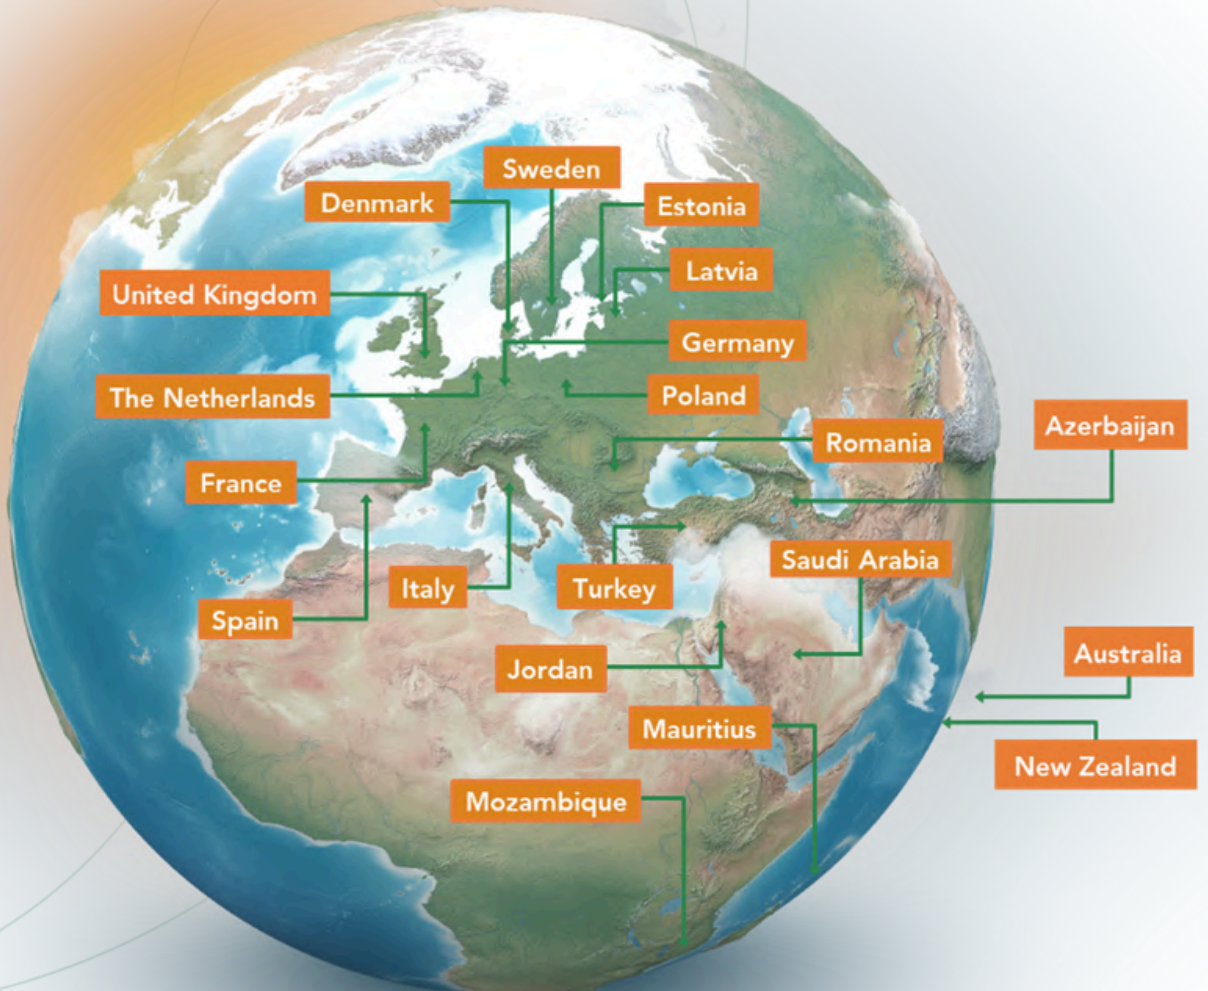 Sweden
Denmark
Estonia
Latvia
United Kingdom
Germany
The Netherlands
Poland
Azerbaijan
Romania
France
Saudi Arabia
Italy
Turkey
Spain
Australia
Jordan
Mauritius
New Zealand
Mozambique